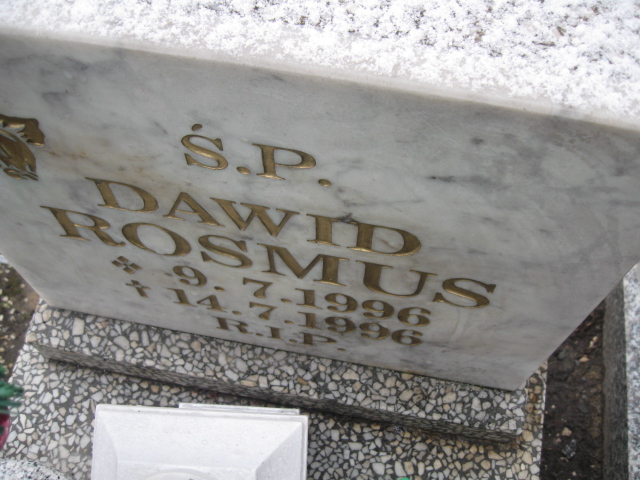 Ś.P.
DAWID
ROSMUS
9.7.1996
✝ 14.7.1996
R.I.P.